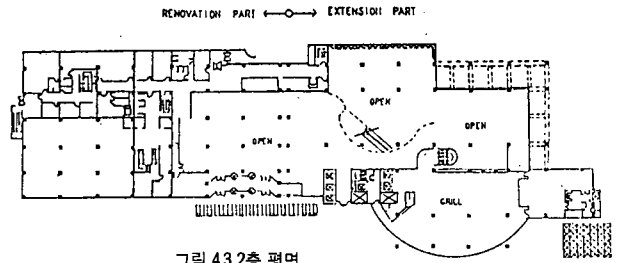 RENOVATION PART ←○→ EXTENSION PART
OPEN
OPEN
OPEN
GRILL
그림 4.3.2층 평면